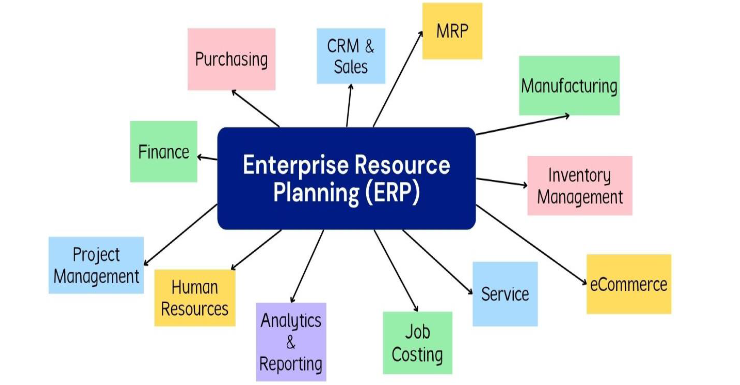 MRP
CRM &
Sales
Purchasing
Manufacturing
Finance
Enterprise Resource
Planning (ERP)
Inventory
Management
Project
Management
Human
Resources
Analytics
&
Reporting
Job
Costing
Service
eCommerce